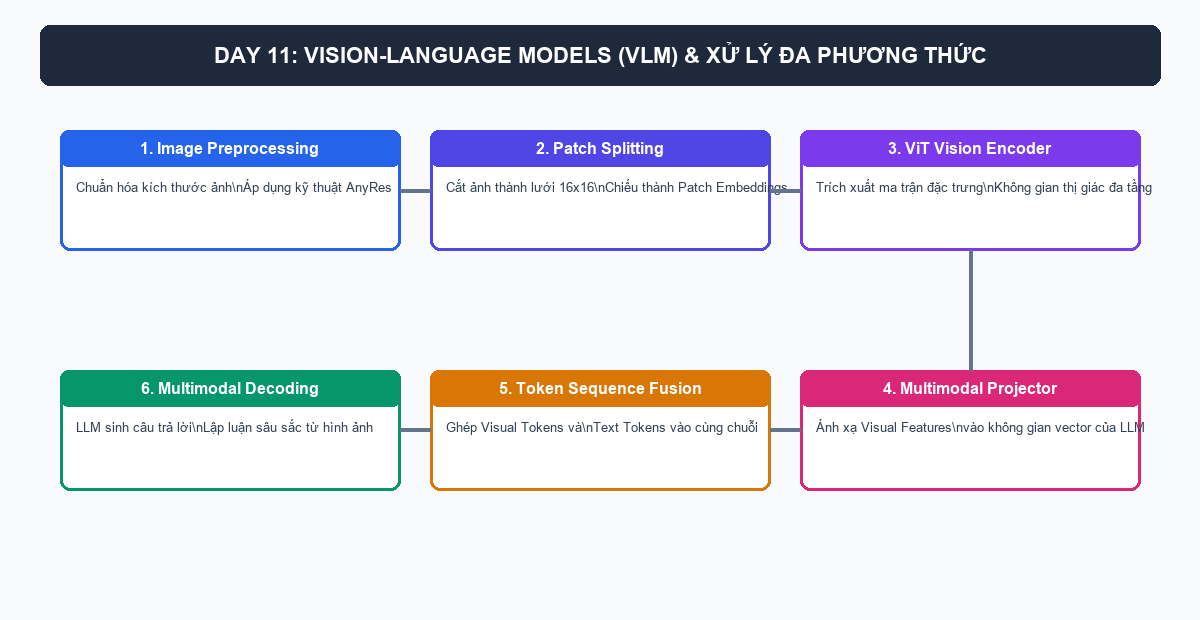 DAY 11: VISION-LANGUAGE MODELS (VLM) & XỬ LÝ ĐA PHƯƠNG THỨC
1. Image Preprocessing
Chuẩn hóa kích thước ảnh\nÁp dụng kỹ thuật AnyRes
2. Patch Splitting
Cắt ảnh thành lưới 16x16\nChiếu thành Patch Embeddings
3. ViT Vision Encoder
Trích xuất ma trận đặc trưng\nKhông gian thị giác đa tầng
4. Multimodal Projector
Ánh xạ Visual Features\nvào không gian vector của LLM
5. Token Sequence Fusion
Ghép Visual Tokens và\nText Tokens vào cùng chuỗi
6. Multimodal Decoding
LLM sinh câu trả lời\nLập luận sâu sắc từ hình ảnh